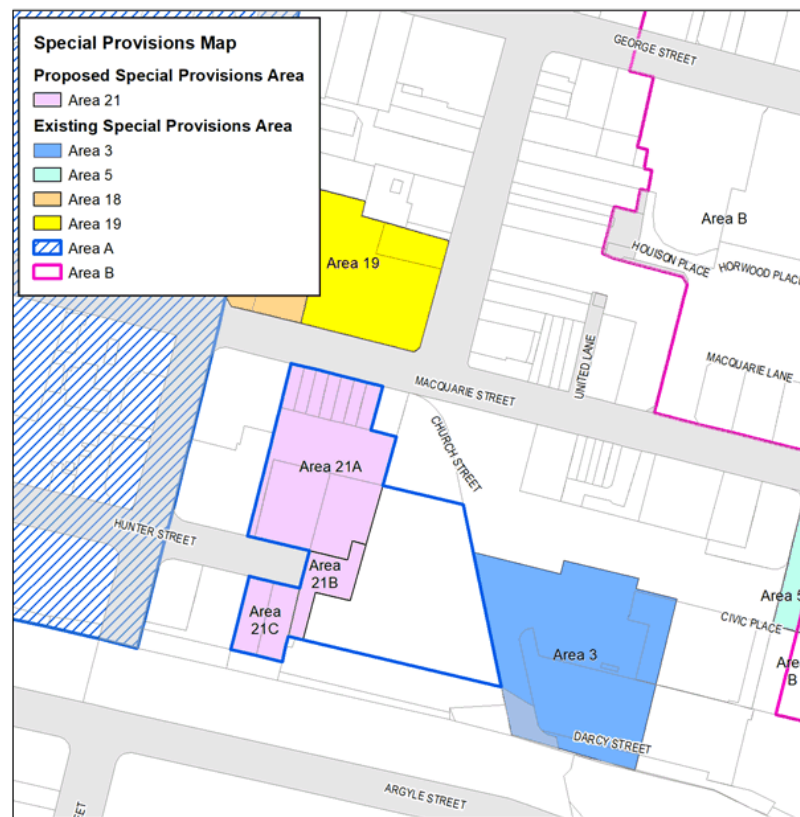 Special Provisions Map
Proposed Special Provisions Area
Area 21
Existing Special Provisions Area
Area 3
Area 5
Area 18
Area 19
Area A
Area B
GEORGE STREET
Area B
HOUISON PLACE
HORWOOD PLACE
Area 19
MACQUARIE LANE
UNITED LANE
MACQUARIE STREET
CHURCH STREET
Area 21A
HUNTER STREET
Area
21B
Area
21C
Area 5
CIVIC PLACE
Area 3
Are
B
DARCY STREET
ARGYLE STREET